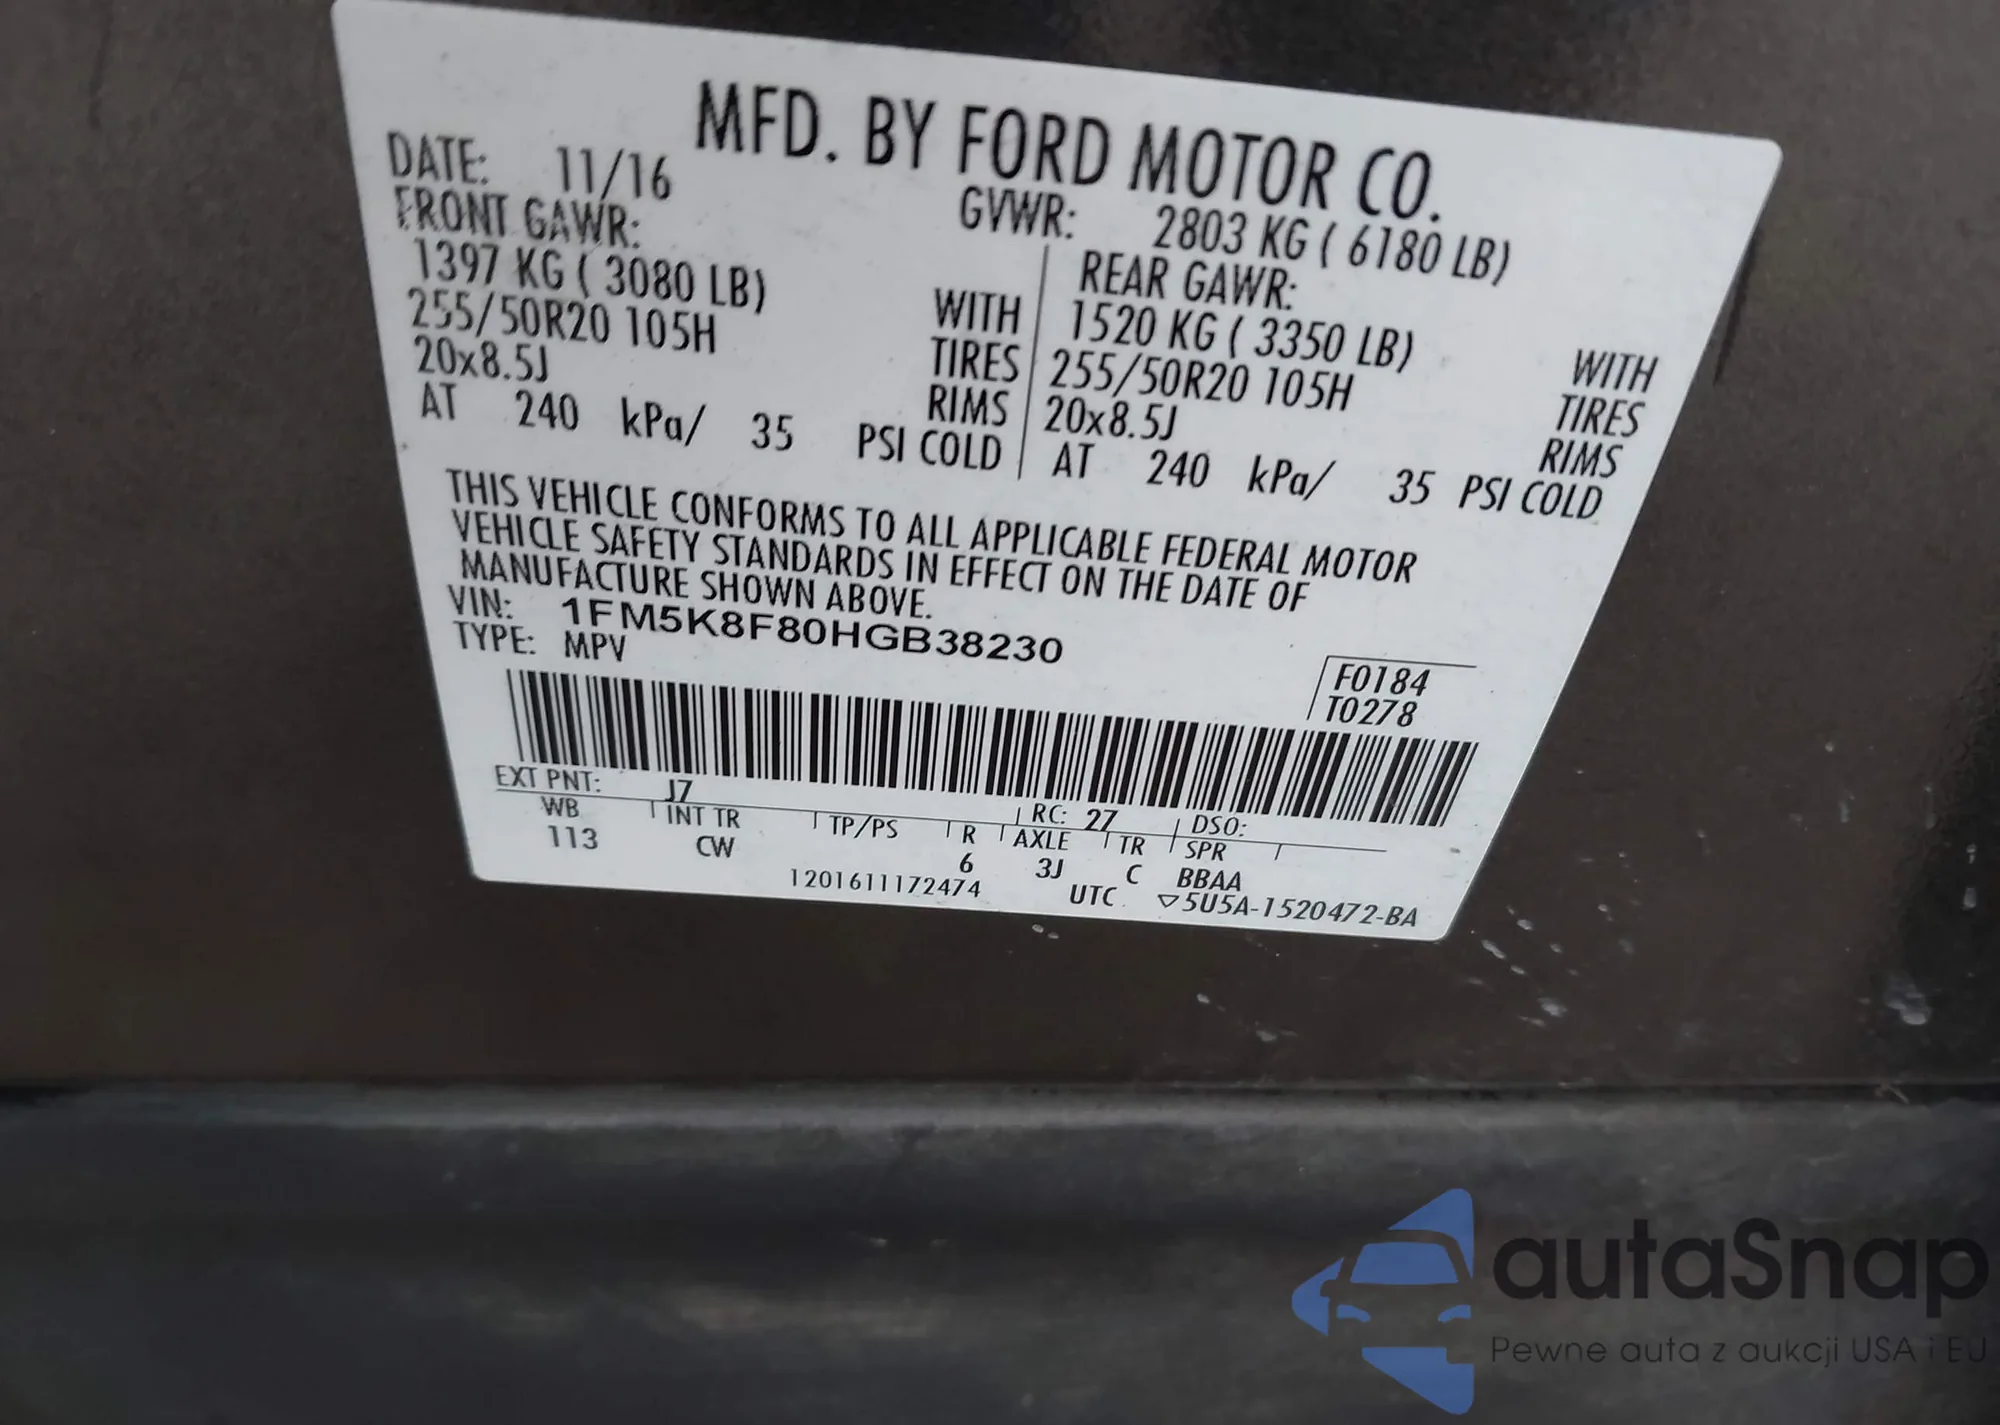 MFD. BY FORD MOTOR CO.
DATE: 11/16 GVWR: 2803 KG ( 6180 LB)
FRONT GAWR: REAR GAWR:
1397 KG ( 3080 LB) WITH 1520 KG ( 3350 LB) WITH
255/50R20 105H TIRES 255/50R20 105H TIRES
20x8.5J RIMS 20x8.5J RIMS
AT 240 kPa/ 35 PSI COLD AT 240 kPa/ 35 PSI COLD
THIS VEHICLE CONFORMS TO ALL APPLICABLE FEDERAL MOTOR
VEHICLE SAFETY STANDARDS IN EFFECT ON THE DATE OF
MANUFACTURE SHOWN ABOVE.
VIN: 1FM5K8F80HGB38230
TYPE: MPV
F0184
T0278
EXT PNT: J7 RC: 27 DSO:
WB INT TR TP/PS R AXLE TR SPR
113 CW 6 3J C BBAA
1201611172474 UTC ▽5U5A-1520472-BA
autaSnap
Pewne auta z aukcji USA i EU